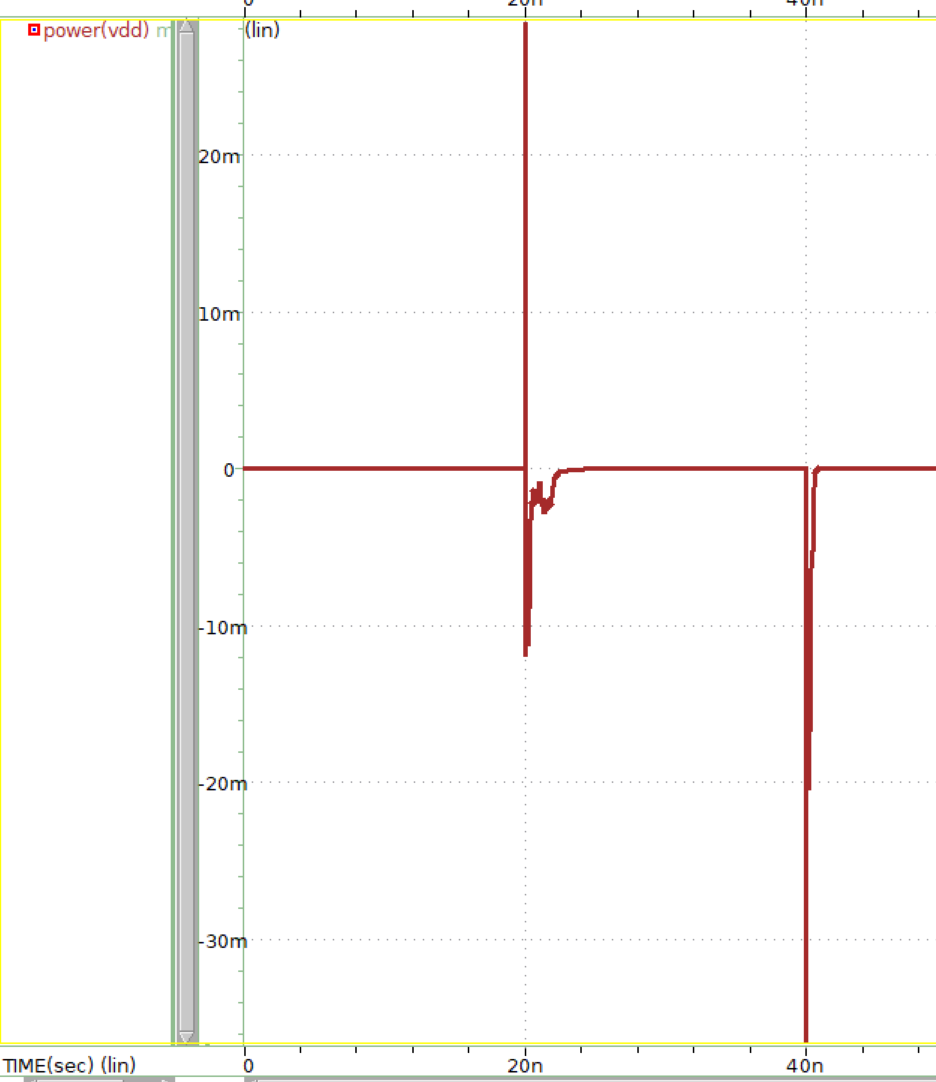 0 20n 40n
power(vdd) m (lin)
20m
10m
0
-10m
-20m
-30m
TIME(sec) (lin) 0 20n 40n